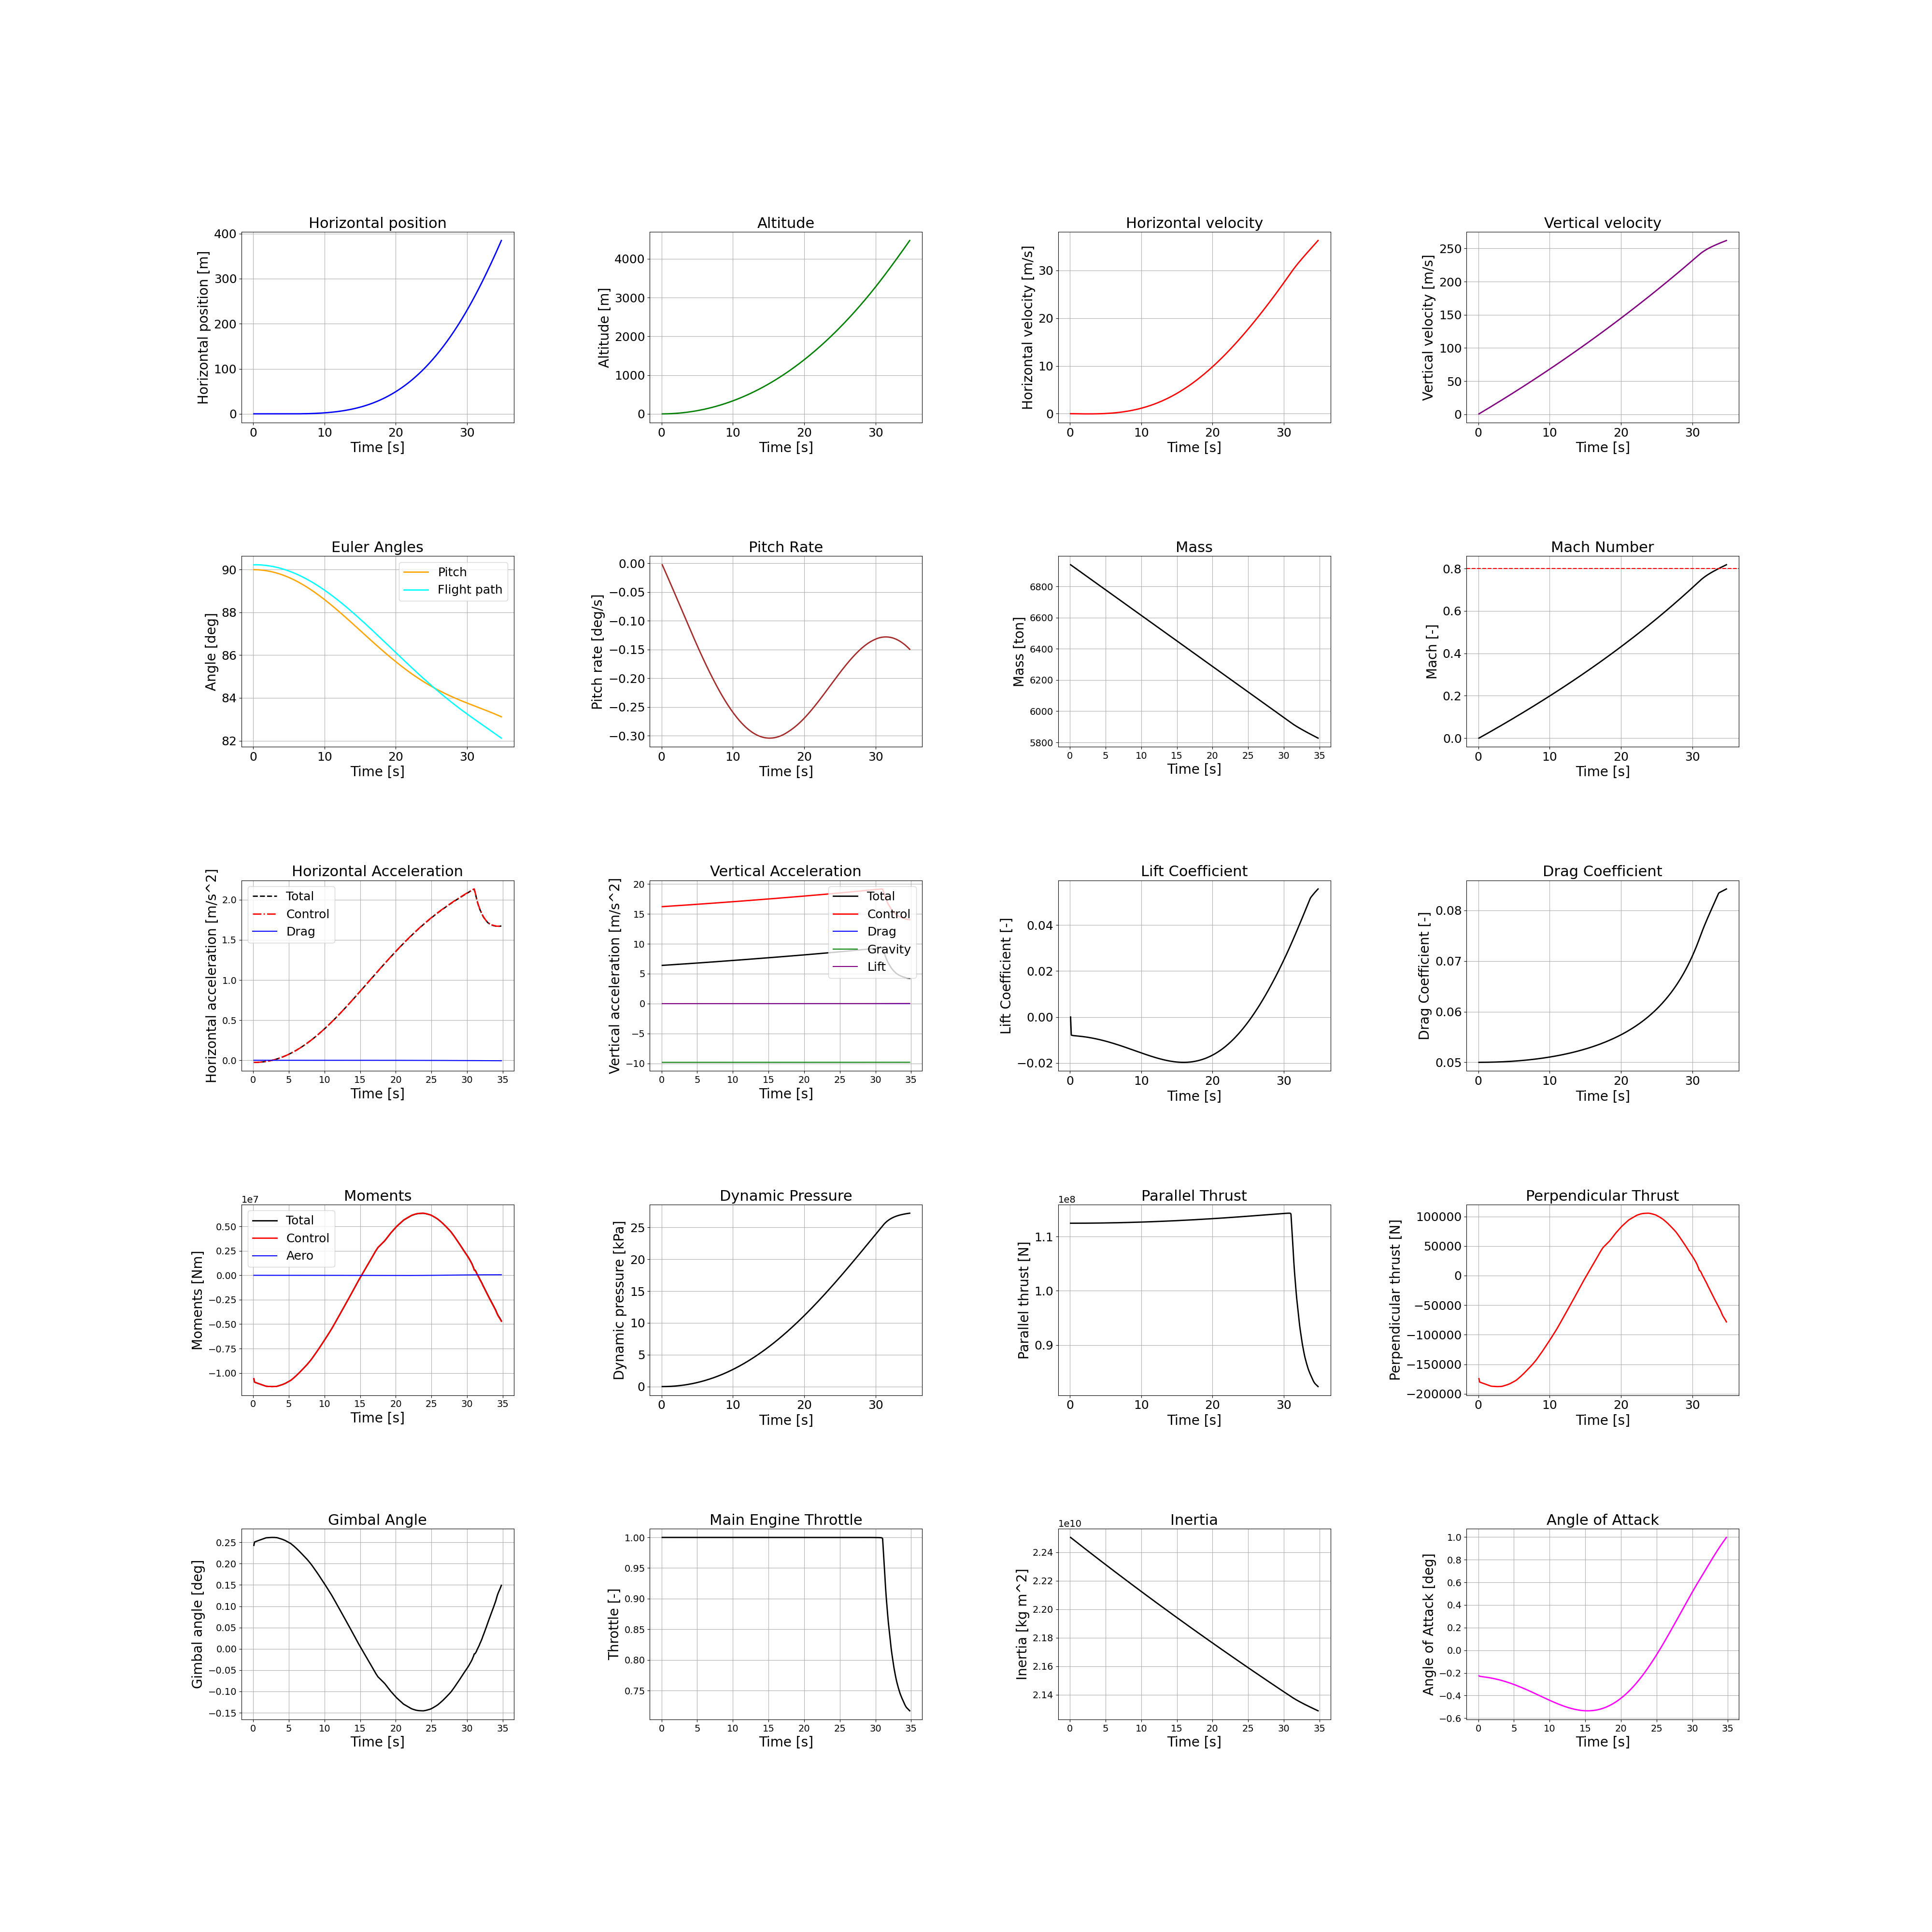 Horizontal position
Horizontal position [m]
400
300
200
100
0
0 10 20 30
Time [s]
Altitude
Altitude [m]
4000
3000
2000
1000
0
0 10 20 30
Time [s]
Horizontal velocity
Horizontal velocity [m/s]
30
20
10
0
0 10 20 30
Time [s]
Vertical velocity
Vertical velocity [m/s]
250
200
150
100
50
0
0 10 20 30
Time [s]
Euler Angles
Angle [deg]
90
88
86
84
82
Pitch
Flight path
0 10 20 30
Time [s]
Pitch Rate
Pitch rate [deg/s]
0.00
−0.05
−0.10
−0.15
−0.20
−0.25
−0.30
0 10 20 30
Time [s]
Mass
Mass [ton]
6800
6600
6400
6200
6000
5800
0 5 10 15 20 25 30 35
Time [s]
Mach Number
Mach [-]
0.8
0.6
0.4
0.2
0.0
0 10 20 30
Time [s]
Horizontal Acceleration
Horizontal acceleration [m/s^2]
2.0
1.5
1.0
0.5
0.0
Total
Control
Drag
0 5 10 15 20 25 30 35
Time [s]
Vertical Acceleration
Vertical acceleration [m/s^2]
20
15
10
5
0
−5
−10
Total
Control
Drag
Gravity
Lift
0 5 10 15 20 25 30 35
Time [s]
Lift Coefficient
Lift Coefficient [-]
0.04
0.02
0.00
−0.02
0 10 20 30
Time [s]
Drag Coefficient
Drag Coefficient [-]
0.08
0.07
0.06
0.05
0 10 20 30
Time [s]
Moments
1e7
Moments [Nm]
0.50
0.25
0.00
−0.25
−0.50
−0.75
−1.00
Total
Control
Aero
0 5 10 15 20 25 30 35
Time [s]
Dynamic Pressure
Dynamic pressure [kPa]
25
20
15
10
5
0
0 10 20 30
Time [s]
Parallel Thrust
1e8
Parallel thrust [N]
1.1
1.0
0.9
0 10 20 30
Time [s]
Perpendicular Thrust
Perpendicular thrust [N]
100000
50000
0
−50000
−100000
−150000
−200000
0 10 20 30
Time [s]
Gimbal Angle
Gimbal angle [deg]
0.25
0.20
0.15
0.10
0.05
0.00
−0.05
−0.10
−0.15
0 5 10 15 20 25 30 35
Time [s]
Main Engine Throttle
Throttle [-]
1.00
0.95
0.90
0.85
0.80
0.75
0 5 10 15 20 25 30 35
Time [s]
Inertia
1e10
Inertia [kg m^2]
2.24
2.22
2.20
2.18
2.16
2.14
0 5 10 15 20 25 30 35
Time [s]
Angle of Attack
Angle of Attack [deg]
1.0
0.8
0.6
0.4
0.2
0.0
−0.2
−0.4
−0.6
0 5 10 15 20 25 30 35
Time [s]